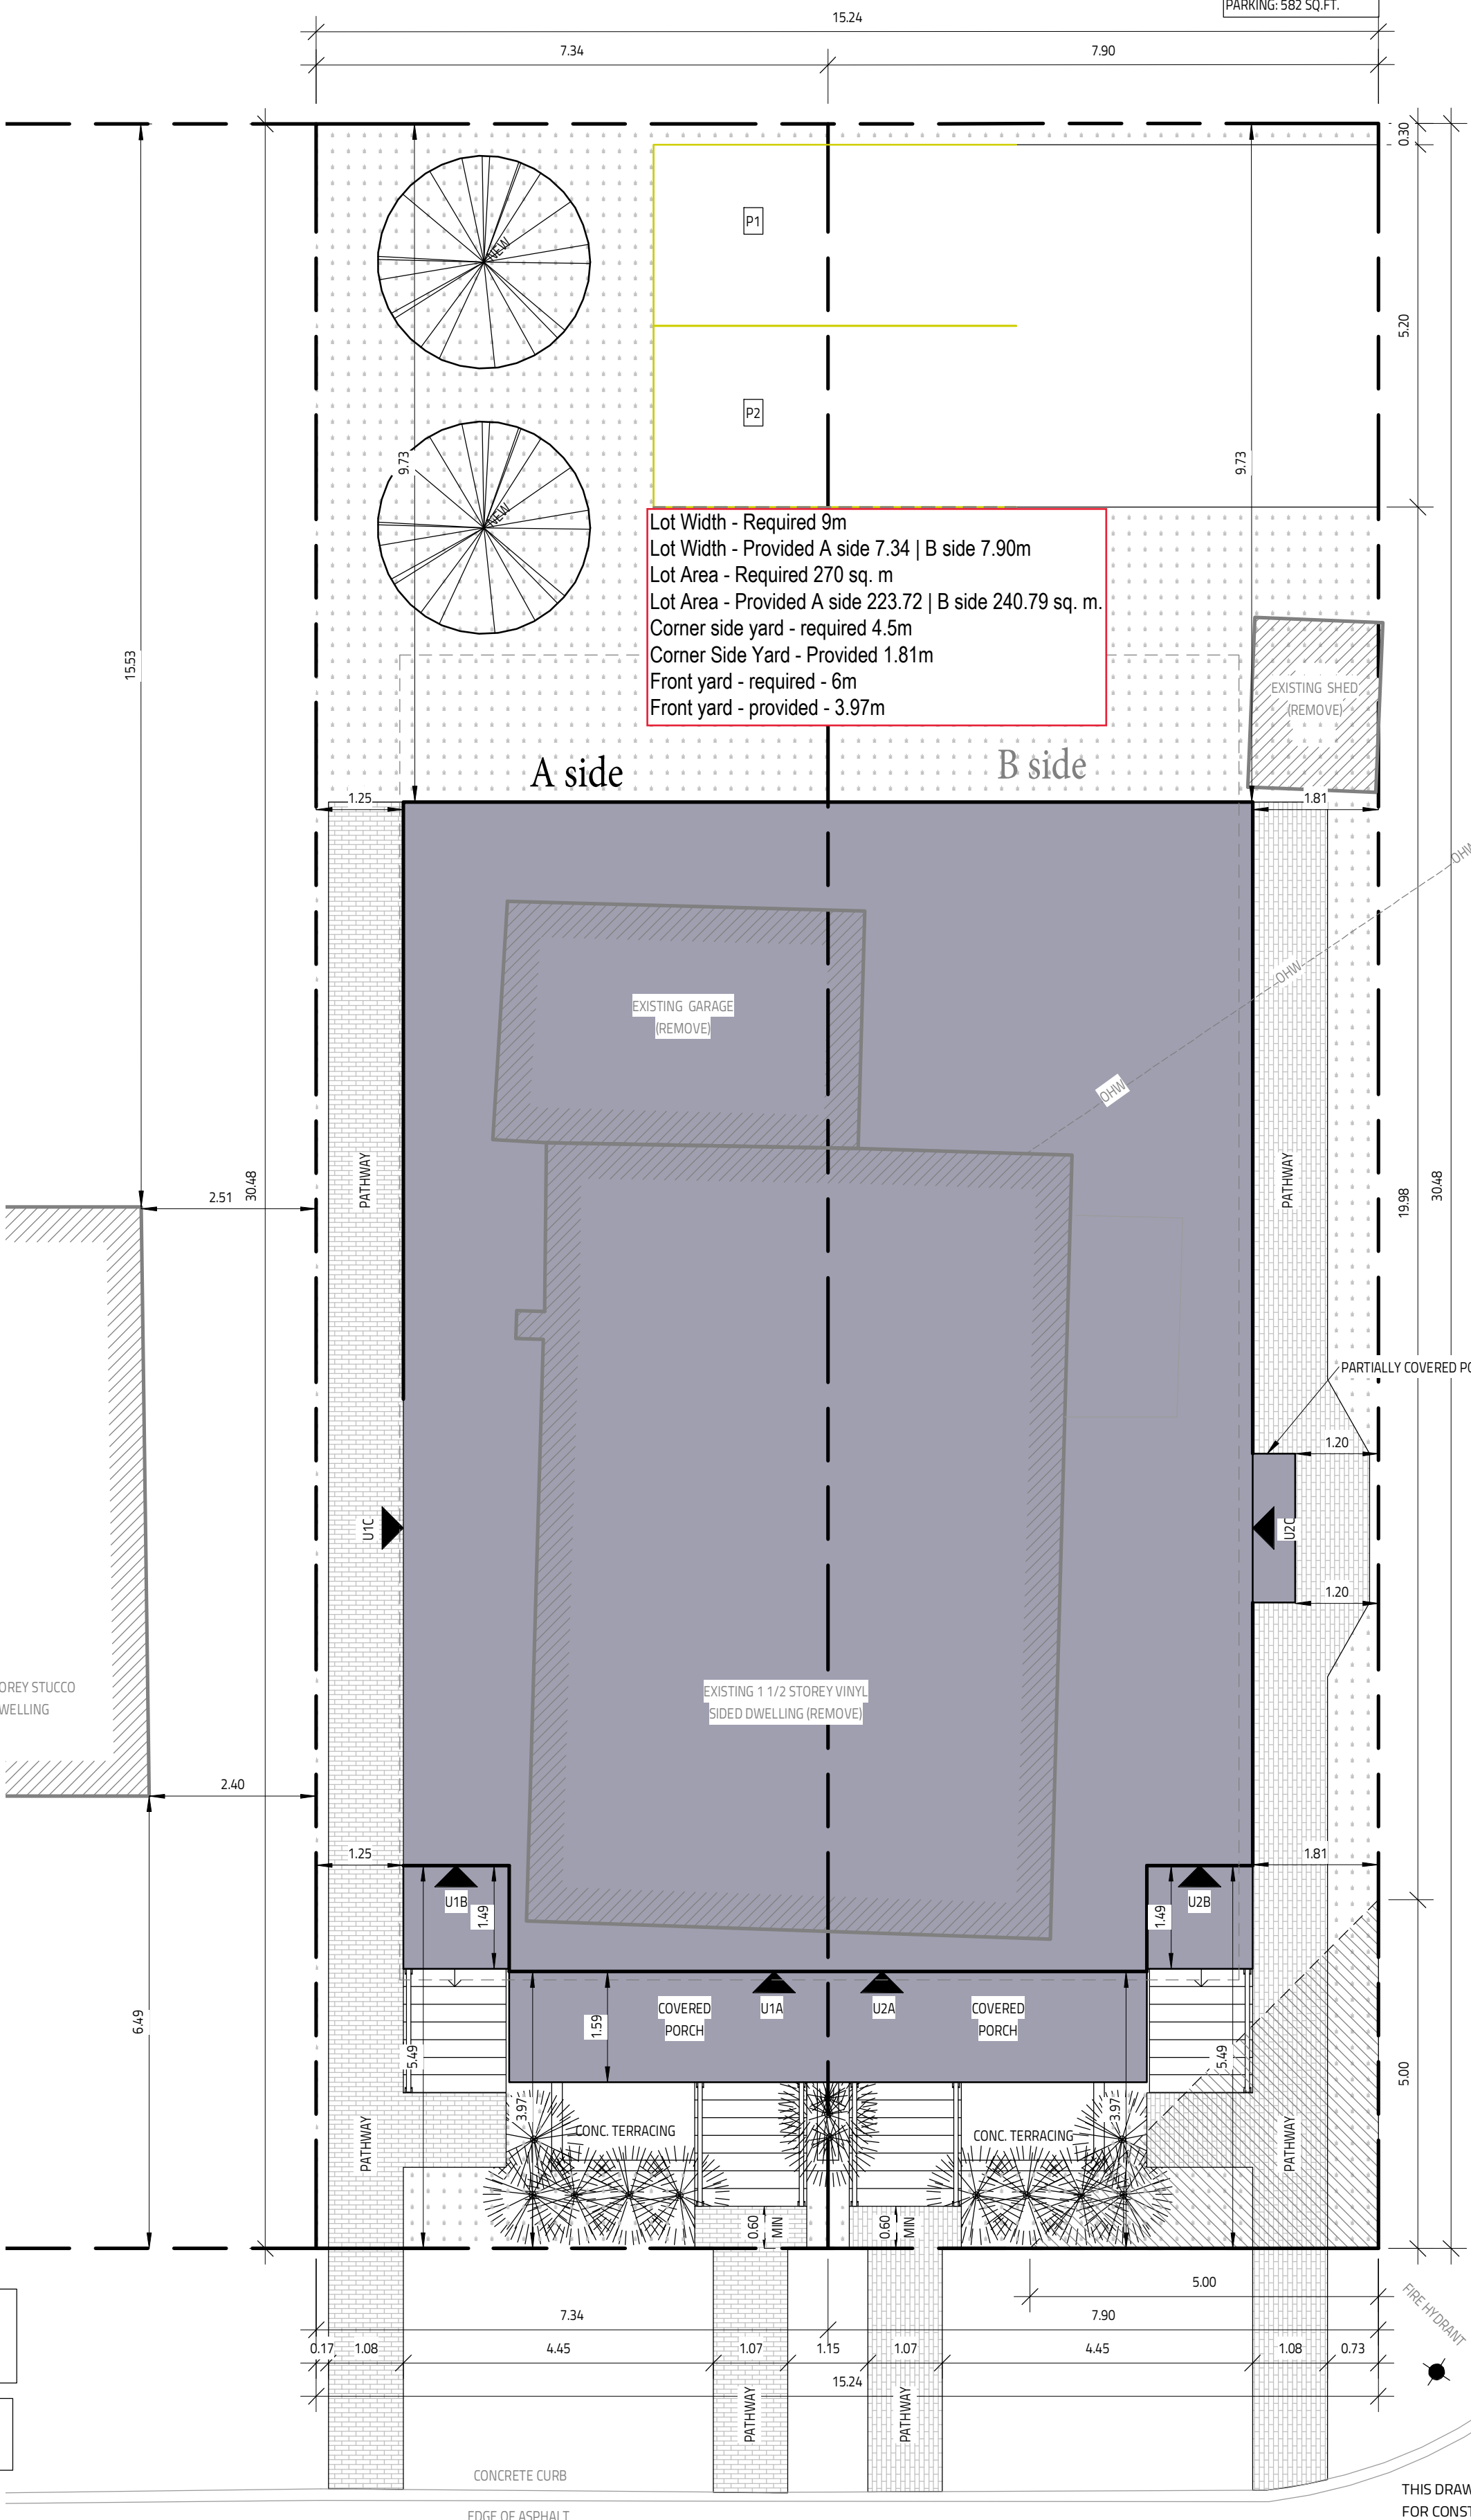 PARKING: 582 SQ.FT.
15.24
7.34
7.90
0.30
NEW
P1
5.20
P2
9.73
9.73
NEW
Lot Width - Required 9m
Lot Width - Provided A side 7.34 | B side 7.90m
Lot Area - Required 270 sq. m
Lot Area - Provided A side 223.72 | B side 240.79 sq. m.
Corner side yard - required 4.5m
Corner Side Yard - Provided 1.81m
Front yard - required - 6m
Front yard - provided - 3.97m
15.53
EXISTING SHED
(REMOVE)
A side
B side
1.25
1.81
OHW
OHW
OHW
EXISTING GARAGE
(REMOVE)
PATHWAY
PATHWAY
2.51
30.48
19.98
30.48
PARTIALLY COVERED PO
1.20
U1C
U2C
1.20
OREY STUCCO
WELLING
EXISTING 1 1/2 STOREY VINYL
SIDED DWELLING (REMOVE)
2.40
1.25
1.81
U1B
1.49
1.49
U2B
6.49
5.49
1.59
COVERED
PORCH
U1A
U2A
COVERED
PORCH
5.49
5.00
3.97
3.97
PATHWAY
CONC. TERRACING
CONC. TERRACING
PATHWAY
0.60
MIN
0.60
MIN
5.00
FIRE HYDRANT
7.34
7.90
0.17
1.08
4.45
1.07
1.15
1.07
4.45
1.08
0.73
15.24
PATHWAY
PATHWAY
CONCRETE CURB
EDGE OF ASPHALT
THIS DRAW
FOR CONST